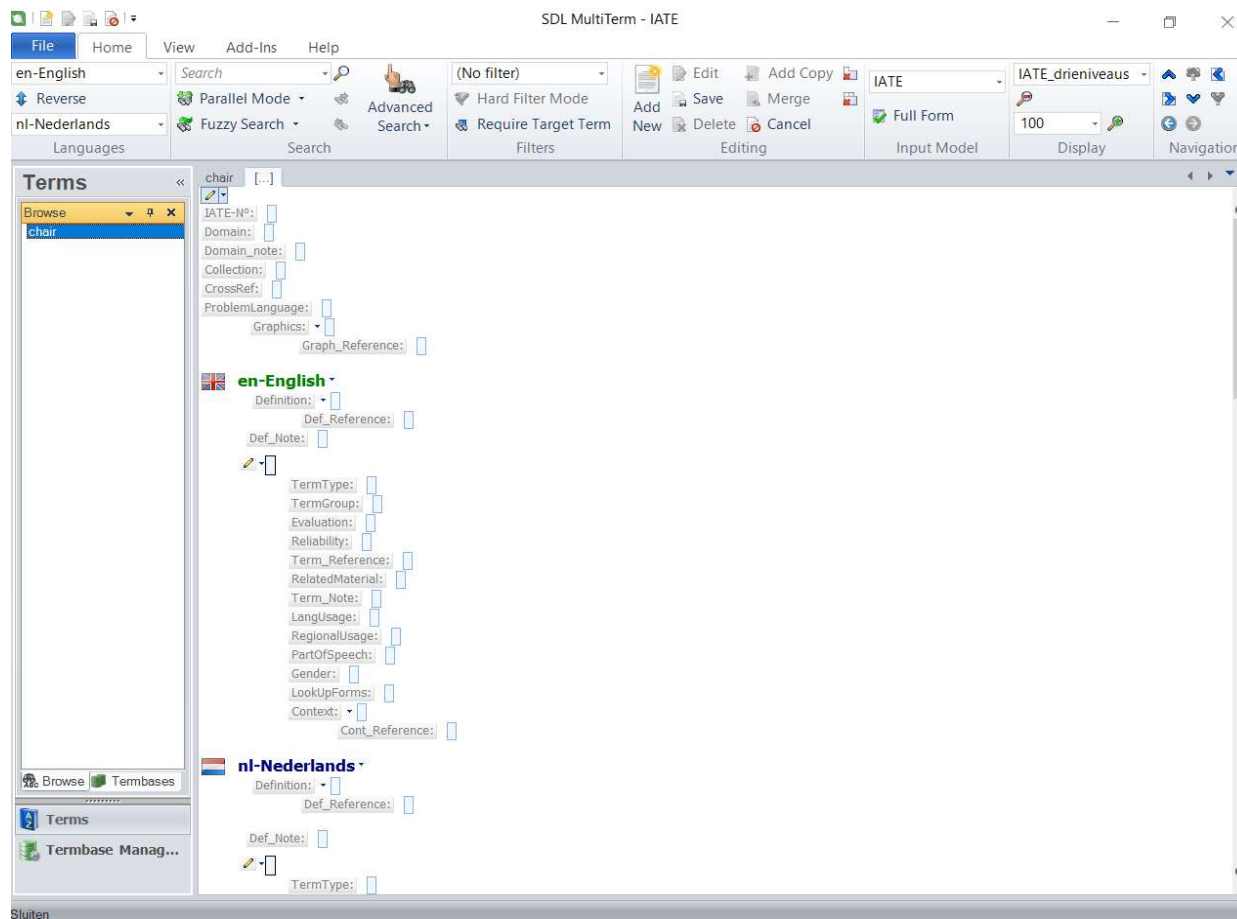 SDL MultiTerm - IATE
File Home View Add-Ins Help
en-English
Reverse
nl-Nederlands
Languages
Search
Parallel Mode
Fuzzy Search
Advanced
Search
Search
(No filter)
Hard Filter Mode
Require Target Term
Filters
Add
New
Edit
Save
Delete
Add Copy
Merge
Cancel
Editing
IATE
Full Form
Input Model
IATE_drieniveaus
100
Display
Navigation
Terms «
Browse
chair
Browse Termbases
Terms
Termbase Manag...
chair [...]
IATE-Nº:
Domain:
Domain_note:
Collection:
CrossRef:
ProblemLanguage:
Graphics:
Graph_Reference:
en-English
Definition:
Def_Reference:
Def_Note:
TermType:
TermGroup:
Evaluation:
Reliability:
Term_Reference:
RelatedMaterial:
Term_Note:
LangUsage:
RegionalUsage:
PartOfSpeech:
Gender:
LookUpForms:
Context:
Cont_Reference:
nl-Nederlands
Definition:
Def_Reference:
Def_Note:
TermType:
Sluiten